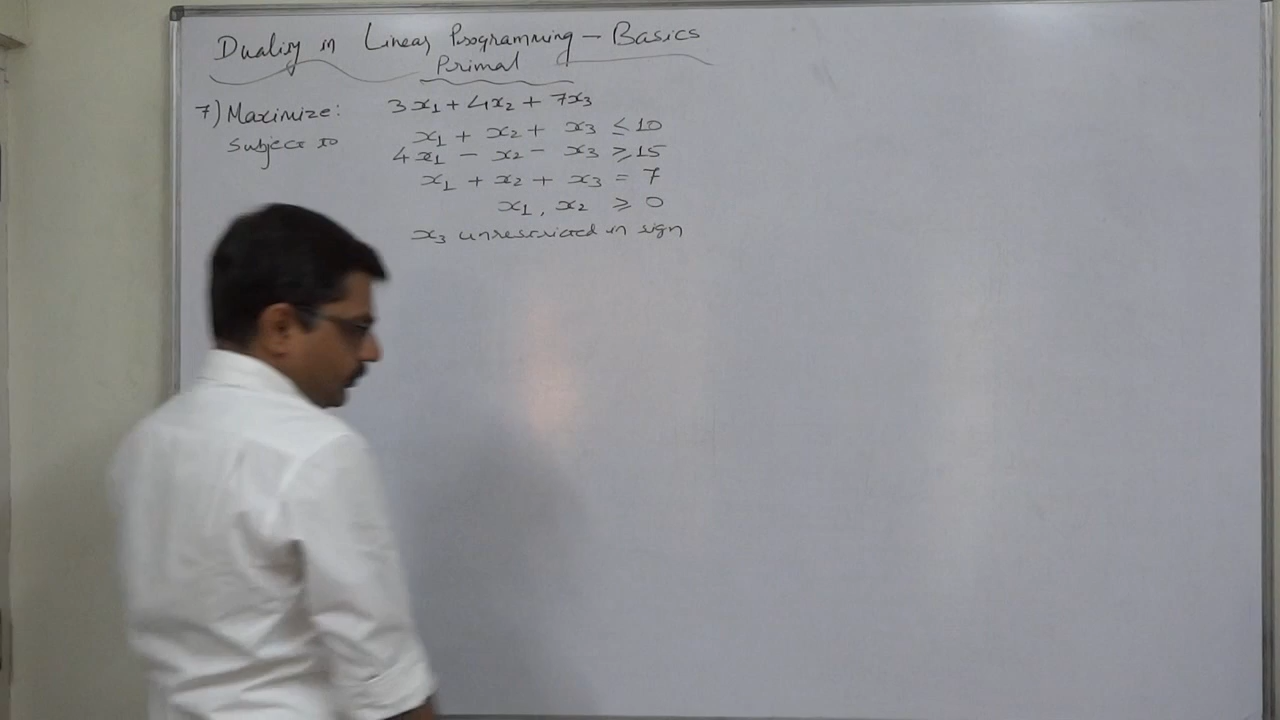 Duality in Linear Programming – Basics
Primal
7) Maximize: 3x₁ + 4x₂ + 7x₃
Subject to x₁ + x₂ + x₃ ≤ 10
4x₁ − x₂ − x₃ ≥ 15
x₁ + x₂ + x₃ = 7
x₁, x₂ ≥ 0
x₃ unrestricted in sign